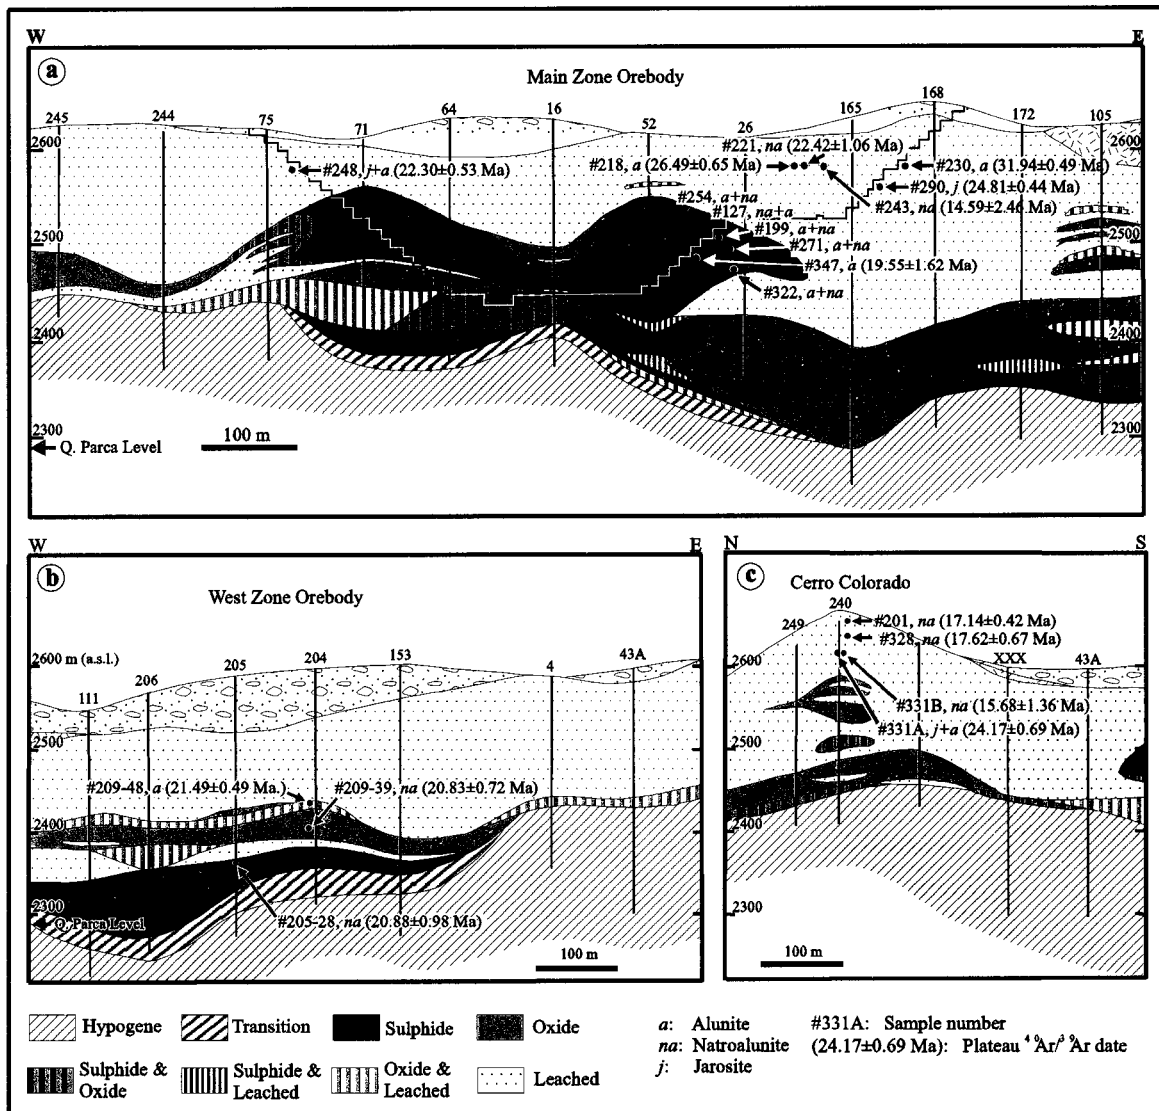 W E
a Main Zone Orebody
245 244 75 71 64 16 52 26 165 168 172 105
2600 2600
2500 2500
2400 2400
2300 2300
#221, na (22.42±1.06 Ma)
#218, a (26.49±0.65 Ma)
#230, a (31.94±0.49 Ma)
#248, j+a (22.30±0.53 Ma)
#290, j (24.81±0.44 Ma)
#254, a+na
#243, na (14.59±2.46 Ma)
#127, na+a
#199, a+na
#271, a+na
#347, a (19.55±1.62 Ma)
#322, a+na
Q. Parca Level
100 m
W E
b West Zone Orebody
2600 m (a.s.l.)
111 206 205 204 153 4 43A
2500
2400
2300
#209-48, a (21.49±0.49 Ma.)
#209-39, na (20.83±0.72 Ma)
#205-28, na (20.88±0.98 Ma)
Q. Parca Level
100 m
N S
c Cerro Colorado
249 240 XXX 43A
2600
2500
2400
2300
#201, na (17.14±0.42 Ma)
#328, na (17.62±0.67 Ma)
#331B, na (15.68±1.36 Ma)
#331A, j+a (24.17±0.69 Ma)
100 m
Hypogene Transition Sulphide Oxide
Sulphide & Oxide
Sulphide & Leached
Oxide & Leached
Leached
a: Alunite
na: Natroalunite
j: Jarosite
#331A: Sample number
(24.17±0.69 Ma): Plateau ⁴⁰Ar/³⁹Ar date